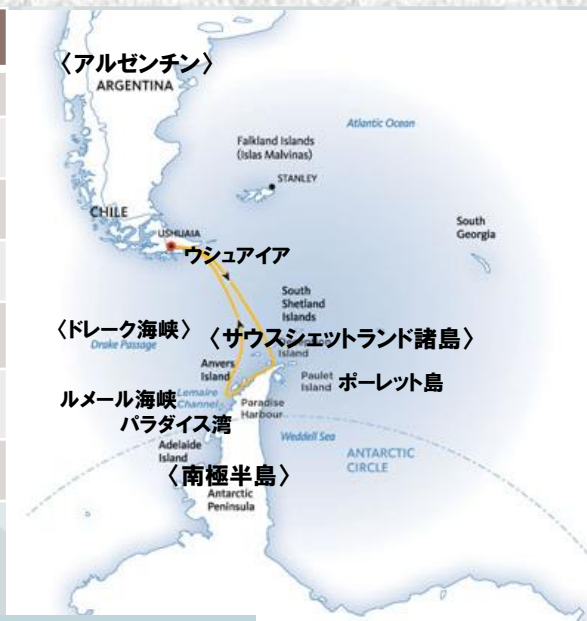 〈アルゼンチン〉
ARGENTINA
Atlantic Ocean
Falkland Islands
(Islas Malvinas)
STANLEY
CHILE
USHUAIA
ウシュアイア
South
Georgia
South
Shetland
Islands
〈ドレーク海峡〉
Drake Passage
〈サウスシェットランド諸島〉
Island
Anvers
Island
Paulet
Island
ポーレット島
ルメール海峡
Lemaire
Channel
Paradise
Harbour
パラダイス湾
Weddell Sea
Adelaide
Island
ANTARCTIC
CIRCLE
〈南極半島〉
Antarctic
Peninsula